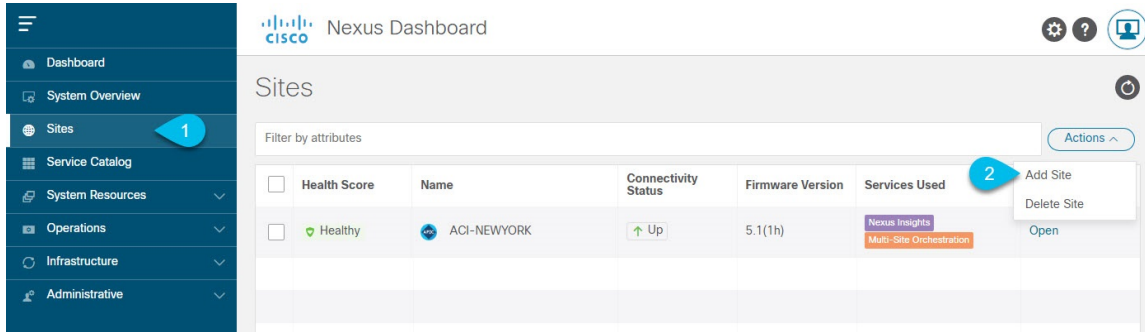 CISCO Nexus Dashboard
Dashboard
System Overview
Sites
1
Service Catalog
System Resources
Operations
Infrastructure
Administrative
Sites
Filter by attributes
Actions
2
Add Site
Delete Site
Health Score Name Connectivity Status Firmware Version Services Used
Healthy ACI-NEWYORK Up 5.1(1h) Nexus Insights Open
Multi-Site Orchestration